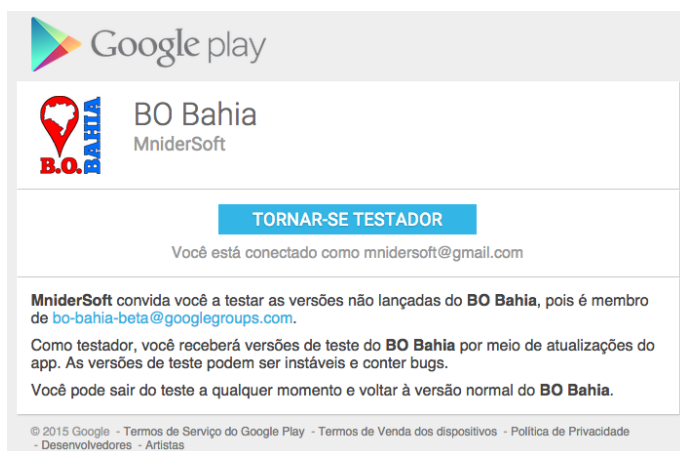 Google play
B.O. BAHIA
BO Bahia
MniderSoft
TORNAR-SE TESTADOR
Você está conectado como mnidersoft@gmail.com
MniderSoft convida você a testar as versões não lançadas do BO Bahia, pois é membro
de bo-bahia-beta@googlegroups.com.
Como testador, você receberá versões de teste do BO Bahia por meio de atualizações do
app. As versões de teste podem ser instáveis e conter bugs.
Você pode sair do teste a qualquer momento e voltar à versão normal do BO Bahia.
© 2015 Google - Termos de Serviço do Google Play - Termos de Venda dos dispositivos - Política de Privacidade
- Desenvolvedores - Artistas